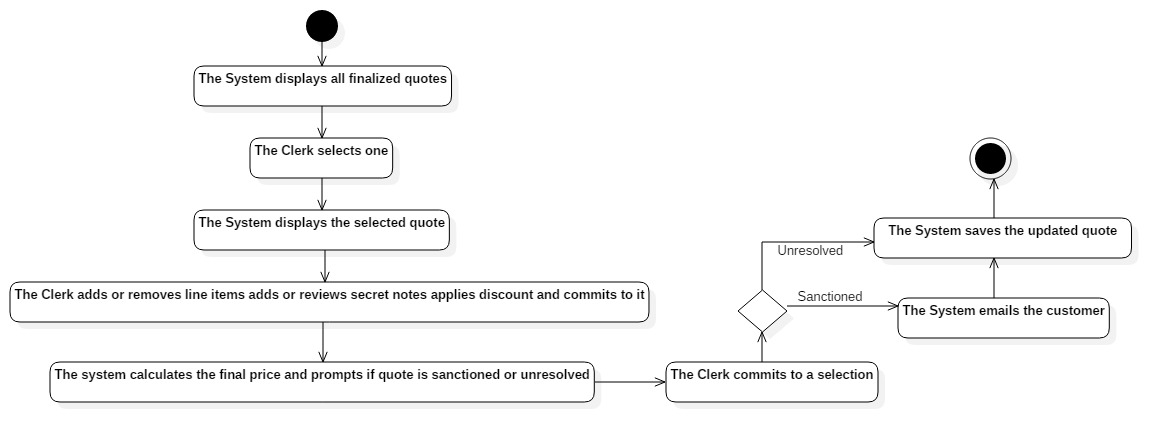 The System displays all finalized quotes
The Clerk selects one
The System displays the selected quote
The Clerk adds or removes line items adds or reviews secret notes applies discount and commits to it
The system calculates the final price and prompts if quote is sanctioned or unresolved
The Clerk commits to a selection
Unresolved
Sanctioned
The System emails the customer
The System saves the updated quote